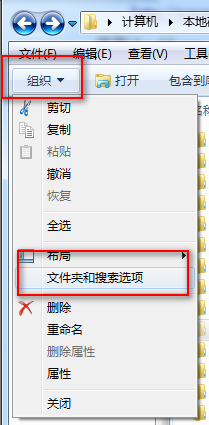 计算机
本地
文件(F) 编辑(E) 查看(V) 工具
组织 打开 包含到库
剪切
复制
粘贴
撤消
恢复
全选
布局
文件夹和搜索选项
删除
重命名
删除属性
属性
关闭